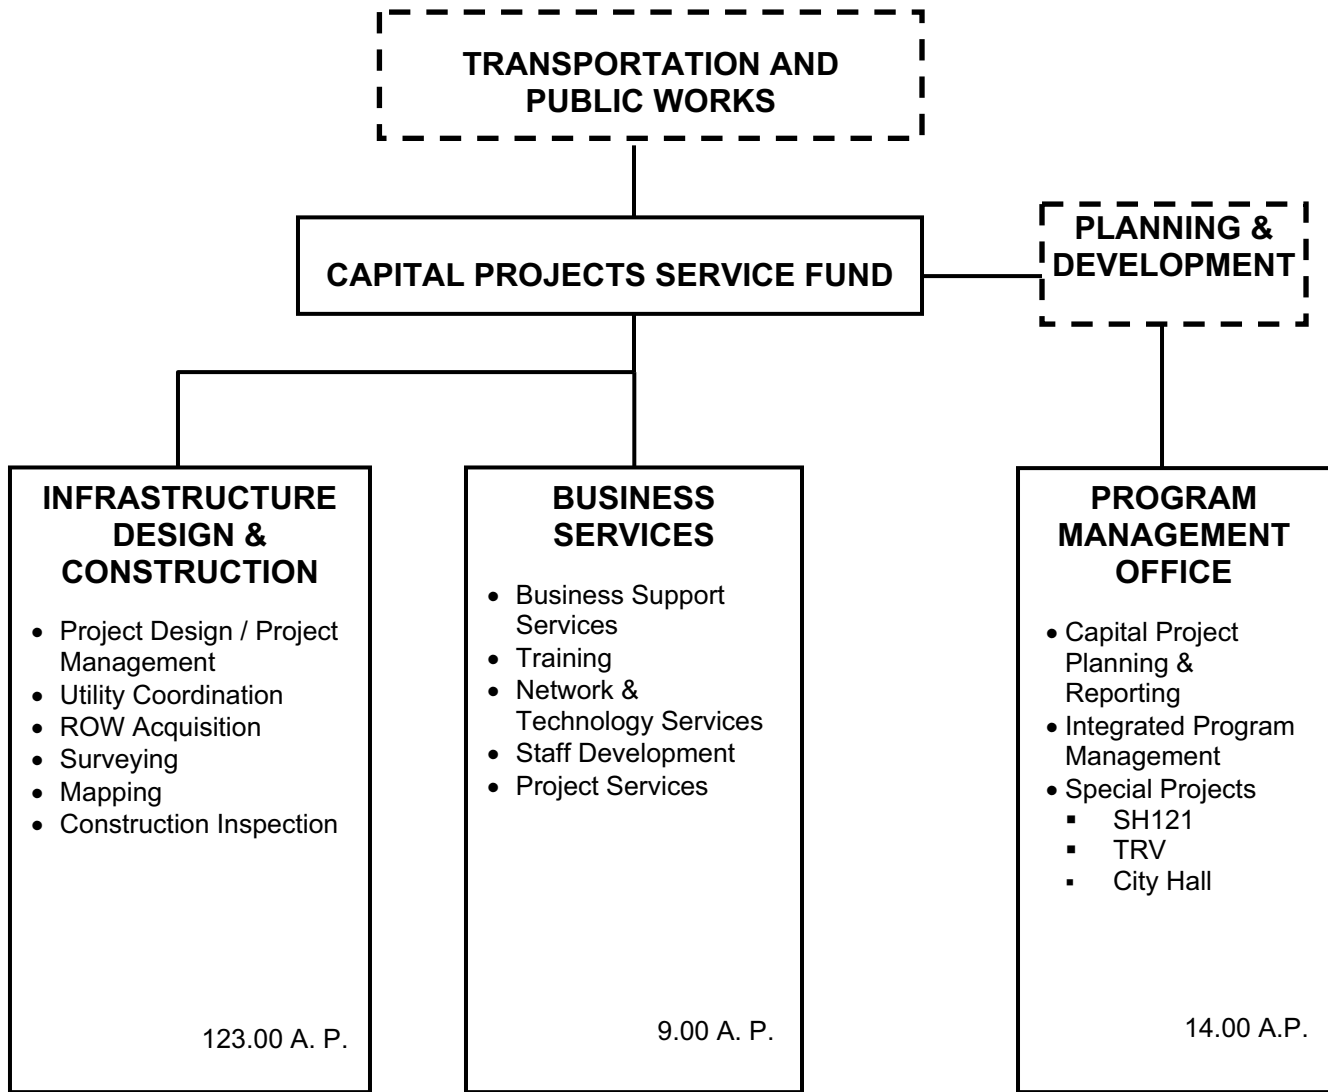 TRANSPORTATION AND
PUBLIC WORKS
CAPITAL PROJECTS SERVICE FUND
PLANNING &
DEVELOPMENT
INFRASTRUCTURE
DESIGN &
CONSTRUCTION
• Project Design / Project
Management
• Utility Coordination
• ROW Acquisition
• Surveying
• Mapping
• Construction Inspection
123.00 A. P.
BUSINESS
SERVICES
• Business Support
Services
• Training
• Network &
Technology Services
• Staff Development
• Project Services
9.00 A. P.
PROGRAM
MANAGEMENT
OFFICE
• Capital Project
Planning &
Reporting
• Integrated Program
Management
• Special Projects
▪ SH121
▪ TRV
▪ City Hall
14.00 A.P.